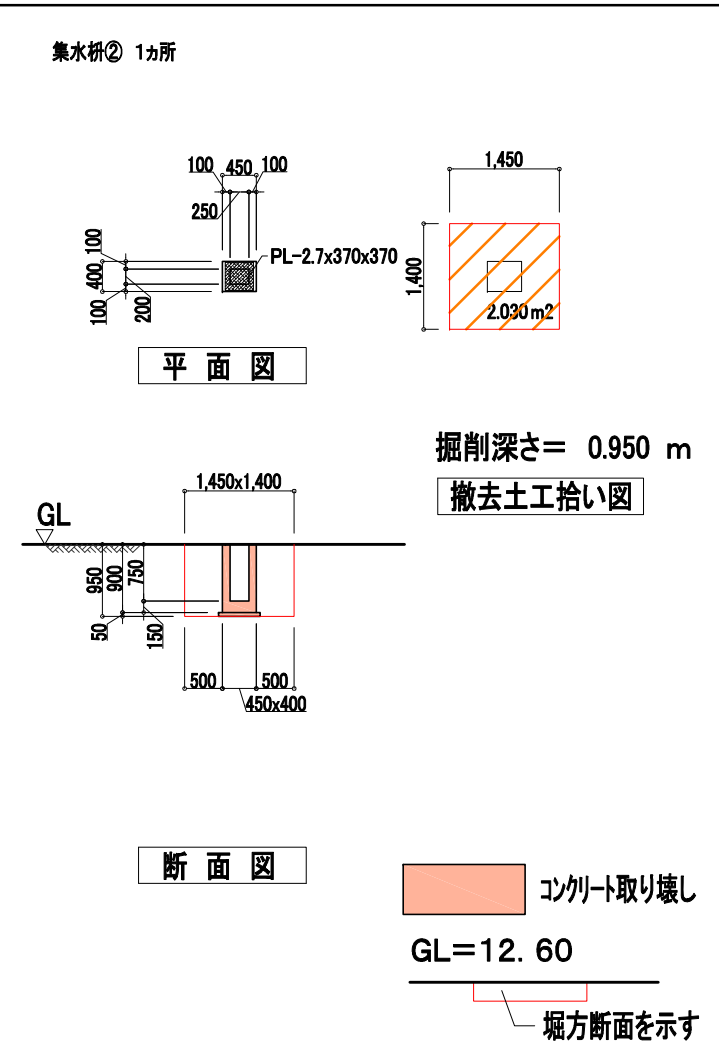 集水枡② 1ヵ所
100 450 100
250
PL-2.7x370x370
100
400
100
200
平 面 図
1,450
1,400
2.030m2
掘削深さ＝ 0.950 m
撤去土工拾い図
1,450x1,400
GL
950
900
750
50
150
500
500
450x400
断 面 図
コンクリート取り壊し
GL=12.60
堀方断面を示す